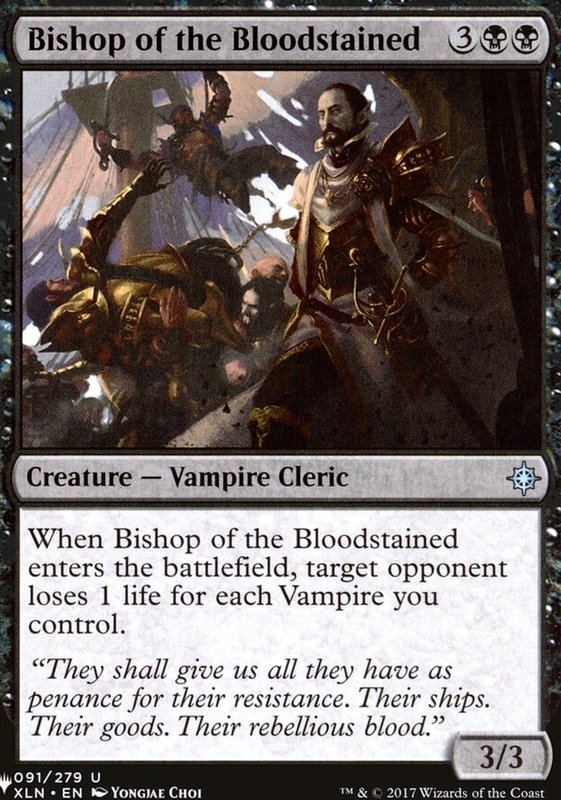 Bishop of the Bloodstained 3
Creature — Vampire Cleric
When Bishop of the Bloodstained
enters the battlefield, target opponent
loses 1 life for each Vampire you
control.
“They shall give us all they have as
penance for their resistance. Their ships.
Their goods. Their rebellious blood.”
3/3
091/279 U
XLN • EN Yongjae Choi
™ & © 2017 Wizards of the Coast